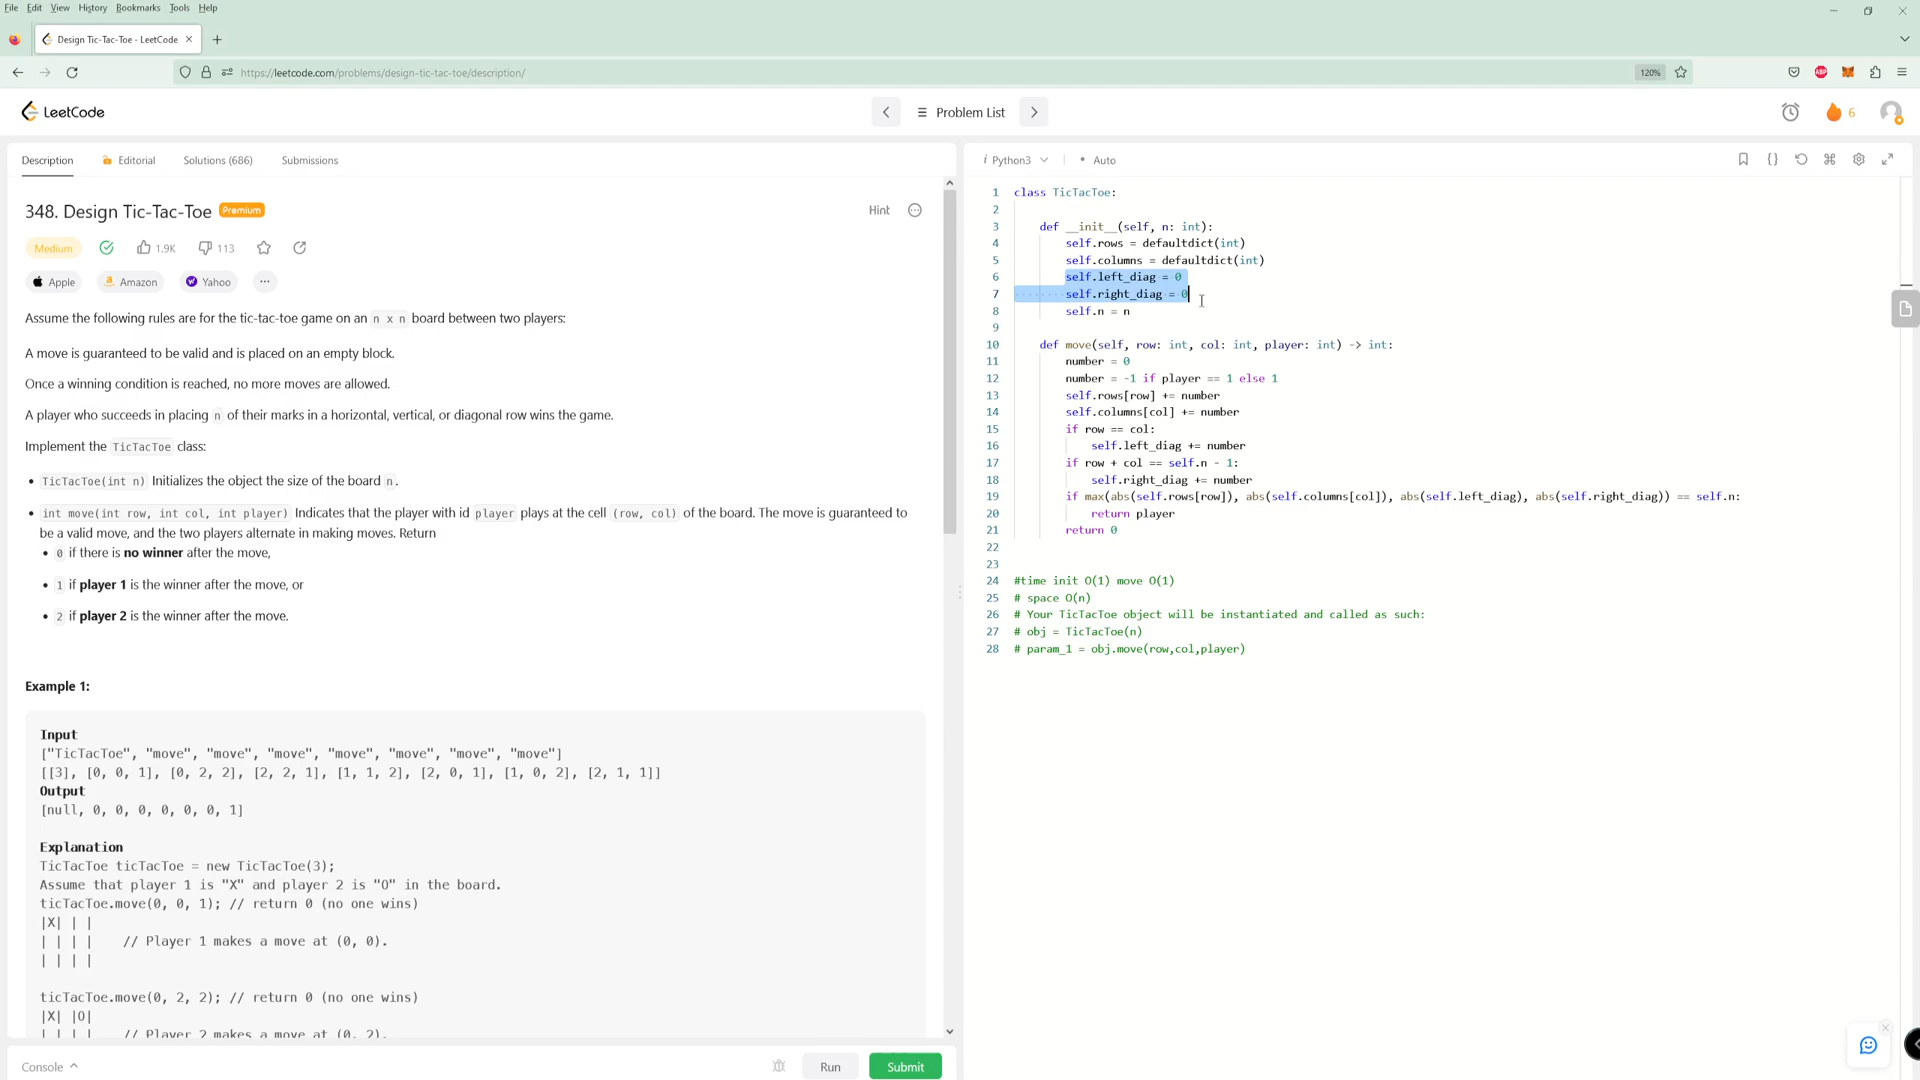 File Edit View History Bookmarks Tools Help
Design Tic-Tac-Toe - LeetCode
https://leetcode.com/problems/design-tic-tac-toe/description/
120%
ABP
LeetCode
Problem List
6
Description Editorial Solutions (686) Submissions
348. Design Tic-Tac-Toe Premium
Hint
Medium 1.9K 113
Apple Amazon Yahoo ...
Assume the following rules are for the tic-tac-toe game on an n x n board between two players:
A move is guaranteed to be valid and is placed on an empty block.
Once a winning condition is reached, no more moves are allowed.
A player who succeeds in placing n of their marks in a horizontal, vertical, or diagonal row wins the game.
Implement the TicTacToe class:
• TicTacToe(int n) Initializes the object the size of the board n.
• int move(int row, int col, int player) Indicates that the player with id player plays at the cell (row, col) of the board. The move is guaranteed to
be a valid move, and the two players alternate in making moves. Return
• 0 if there is no winner after the move,
• 1 if player 1 is the winner after the move, or
• 2 if player 2 is the winner after the move.
Example 1:
Input
["TicTacToe", "move", "move", "move", "move", "move", "move", "move"]
[[3], [0, 0, 1], [0, 2, 2], [2, 2, 1], [1, 1, 2], [2, 0, 1], [1, 0, 2], [2, 1, 1]]
Output
[null, 0, 0, 0, 0, 0, 0, 1]
Explanation
TicTacToe ticTacToe = new TicTacToe(3);
Assume that player 1 is "X" and player 2 is "O" in the board.
ticTacToe.move(0, 0, 1); // return 0 (no one wins)
|X| | |
| | | |    // Player 1 makes a move at (0, 0).
| | | |
ticTacToe.move(0, 2, 2); // return 0 (no one wins)
|X| |O|
| | | |    // Player 2 makes a move at (0, 2).
Console
Run
Submit
i Python3 • Auto
1 class TicTacToe:
2
3     def __init__(self, n: int):
4         self.rows = defaultdict(int)
5         self.columns = defaultdict(int)
6         self.left_diag = 0
7         self.right_diag = 0
8         self.n = n
9
10     def move(self, row: int, col: int, player: int) -> int:
11         number = 0
12         number = -1 if player == 1 else 1
13         self.rows[row] += number
14         self.columns[col] += number
15         if row == col:
16             self.left_diag += number
17         if row + col == self.n - 1:
18             self.right_diag += number
19         if max(abs(self.rows[row]), abs(self.columns[col]), abs(self.left_diag), abs(self.right_diag)) == self.n:
20             return player
21         return 0
22
23
24 #time init O(1) move O(1)
25 # space O(n)
26 # Your TicTacToe object will be instantiated and called as such:
27 # obj = TicTacToe(n)
28 # param_1 = obj.move(row,col,player)